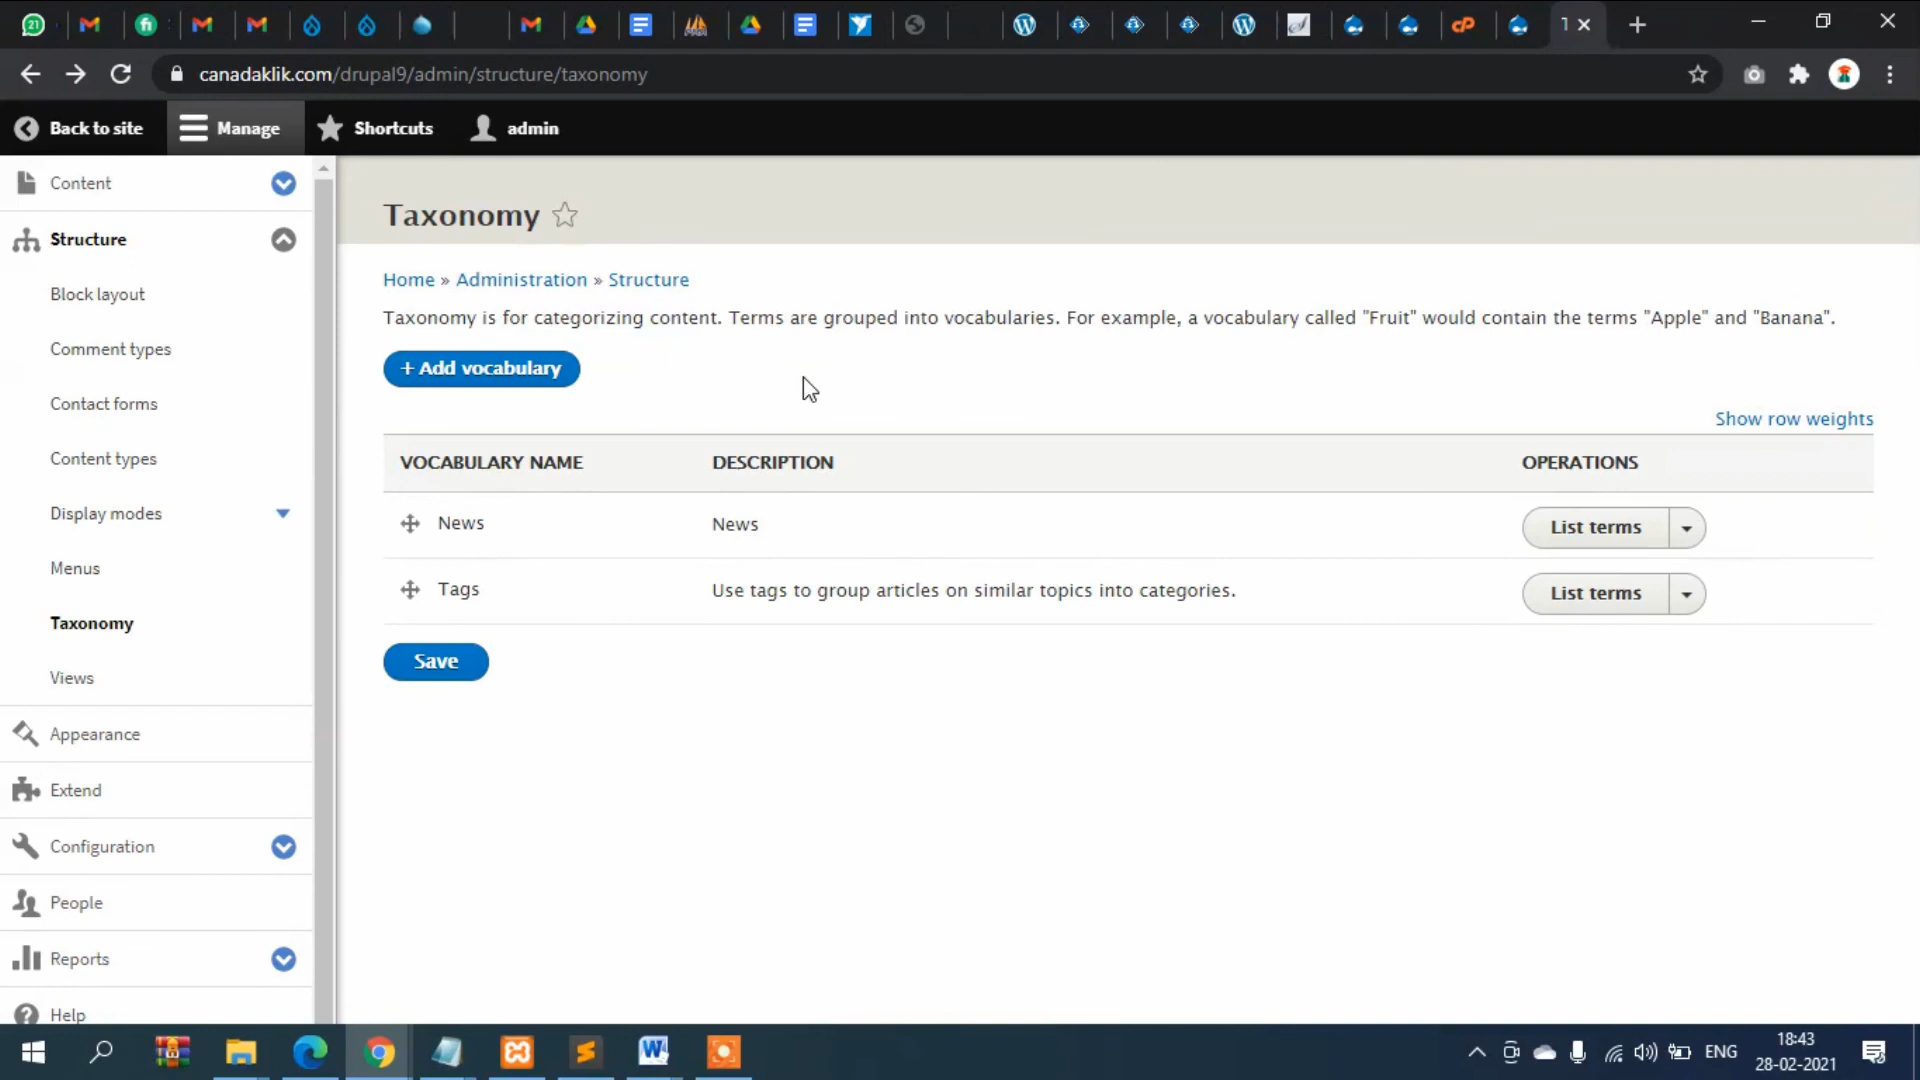 21
canadaklik.com/drupal9/admin/structure/taxonomy
Back to site
Manage
Shortcuts
admin
Content
Structure
Block layout
Comment types
Contact forms
Content types
Display modes
Menus
Taxonomy
Views
Appearance
Extend
Configuration
People
Reports
Help
Taxonomy
Home » Administration » Structure
Taxonomy is for categorizing content. Terms are grouped into vocabularies. For example, a vocabulary called "Fruit" would contain the terms "Apple" and "Banana".
+ Add vocabulary
Show row weights
VOCABULARY NAME DESCRIPTION OPERATIONS
News News List terms
Tags Use tags to group articles on similar topics into categories. List terms
Save
ENG
18:43
28-02-2021